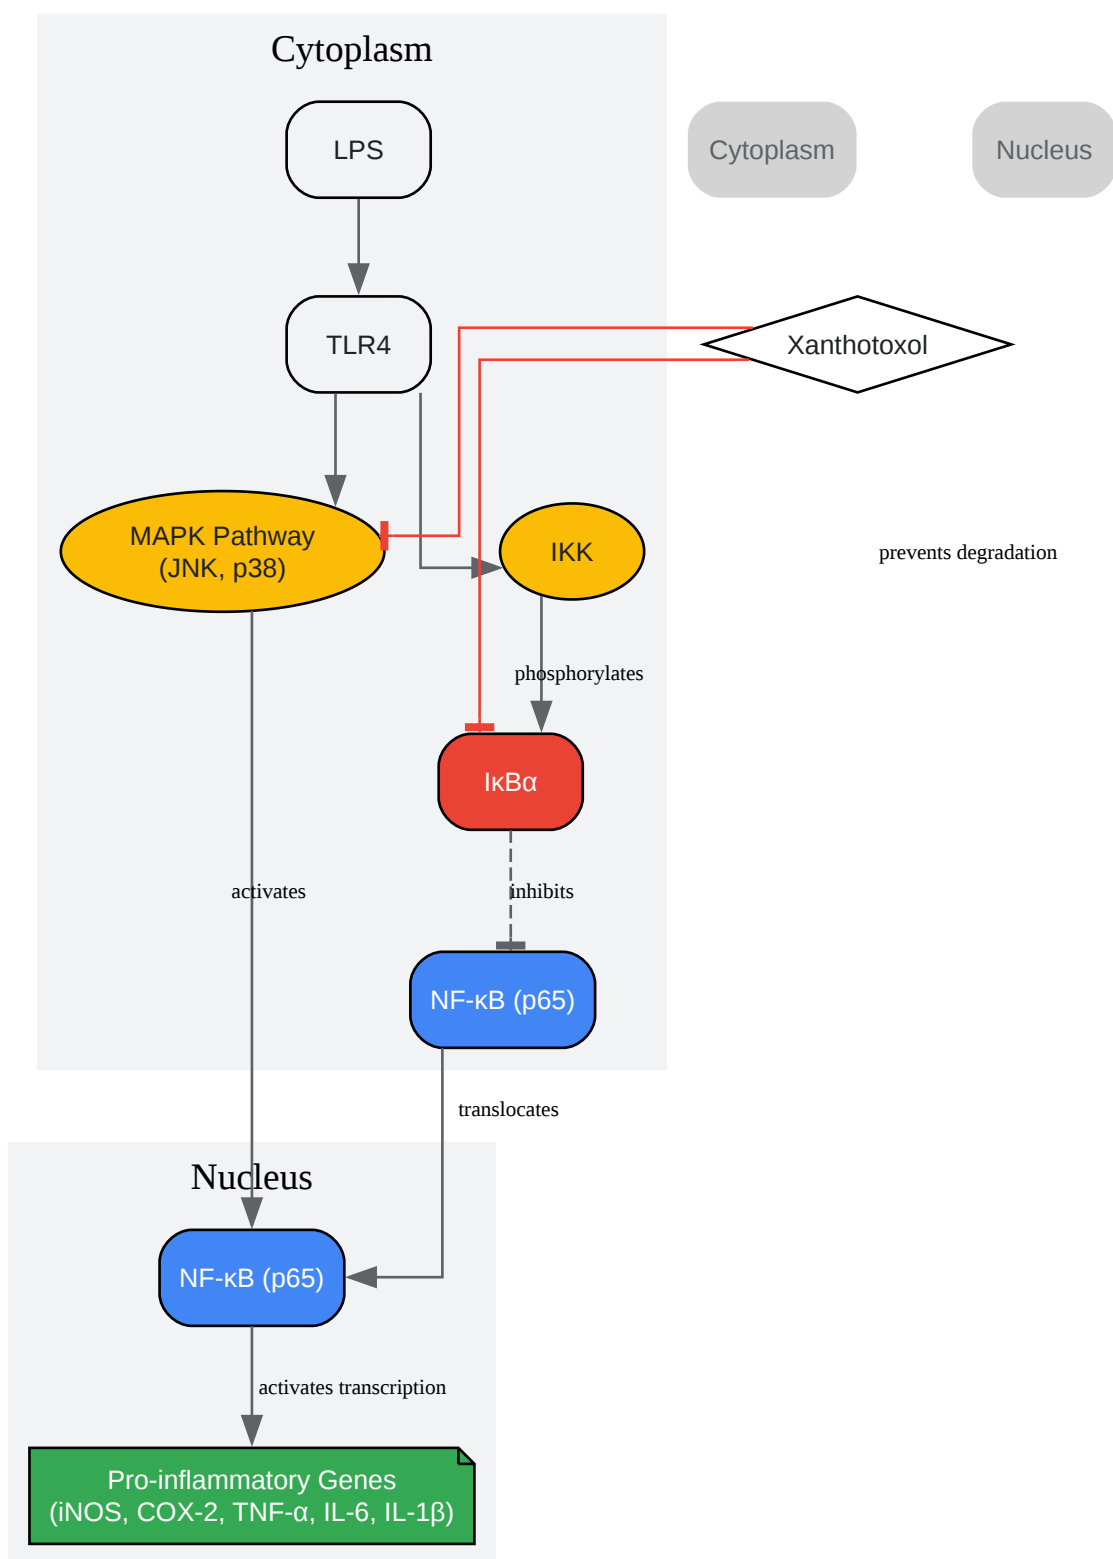 Cytoplasm
LPS
Cytoplasm
Nucleus
TLR4
Xanthotoxol
MAPK Pathway
(JNK, p38)
IKK
prevents degradation
phosphorylates
IκBα
activates
inhibits
NF-κB (p65)
translocates
Nucleus
NF-κB (p65)
activates transcription
Pro-inflammatory Genes
(iNOS, COX-2, TNF-α, IL-6, IL-1β)